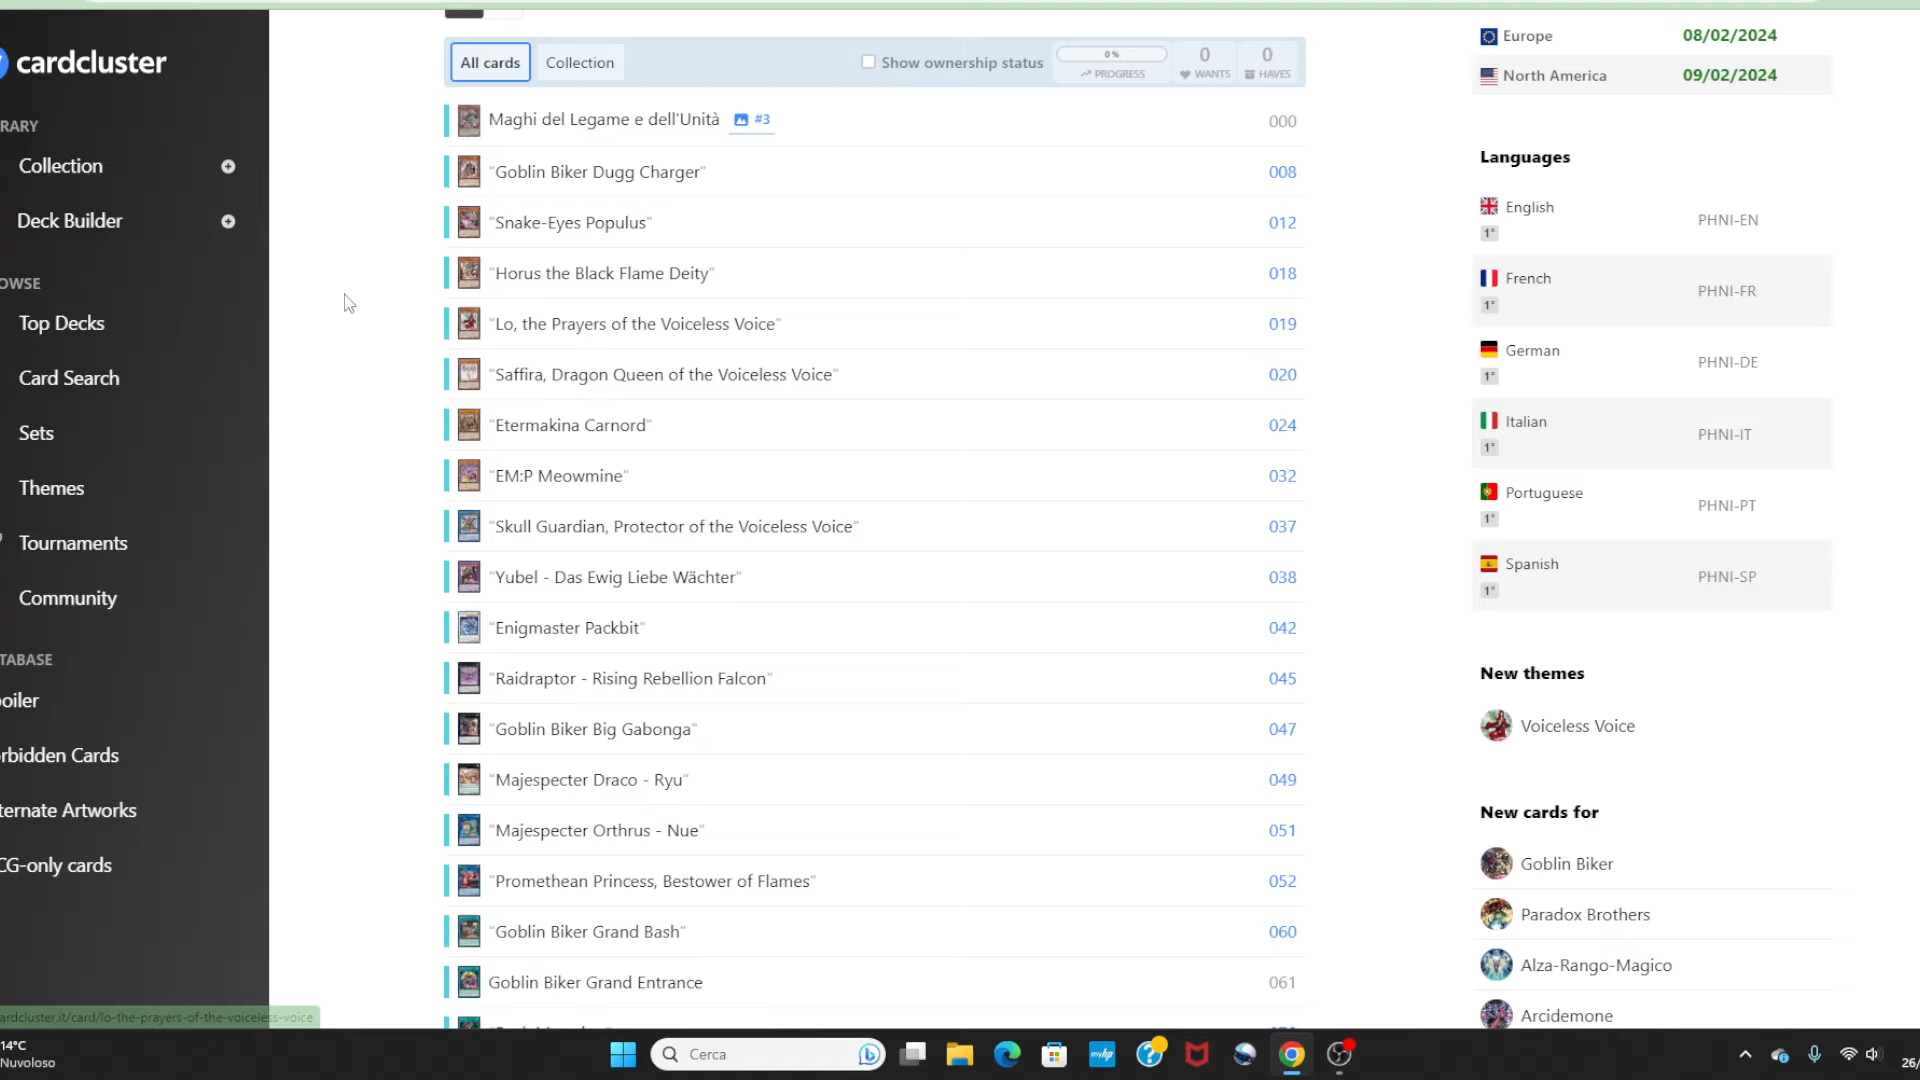 cardcluster
RARY
Collection
Deck Builder
OWSE
Top Decks
Card Search
Sets
Themes
Tournaments
Community
TABASE
oiler
rbidden Cards
ternate Artworks
CG-only cards
ardcluster.it/card/lo-the-prayers-of-the-voiceless-voice
All cards
Collection
Show ownership status
0 %
PROGRESS
0
WANTS
0
HAVES
Maghi del Legame e dell'Unità #3 000
"Goblin Biker Dugg Charger" 008
"Snake-Eyes Populus" 012
"Horus the Black Flame Deity" 018
"Lo, the Prayers of the Voiceless Voice" 019
"Saffira, Dragon Queen of the Voiceless Voice" 020
"Etermakina Carnord" 024
"EM:P Meowmine" 032
"Skull Guardian, Protector of the Voiceless Voice" 037
"Yubel - Das Ewig Liebe Wächter" 038
"Enigmaster Packbit" 042
"Raidraptor - Rising Rebellion Falcon" 045
"Goblin Biker Big Gabonga" 047
"Majespecter Draco - Ryu" 049
"Majespecter Orthrus - Nue" 051
"Promethean Princess, Bestower of Flames" 052
"Goblin Biker Grand Bash" 060
Goblin Biker Grand Entrance 061
Europe 08/02/2024
North America 09/02/2024
Languages
English PHNI-EN
1°
French PHNI-FR
1°
German PHNI-DE
1°
Italian PHNI-IT
1°
Portuguese PHNI-PT
1°
Spanish PHNI-SP
1°
New themes
Voiceless Voice
New cards for
Goblin Biker
Paradox Brothers
Alza-Rango-Magico
Arcidemone
14°C
Nuvoloso
Cerca
myhp
26/